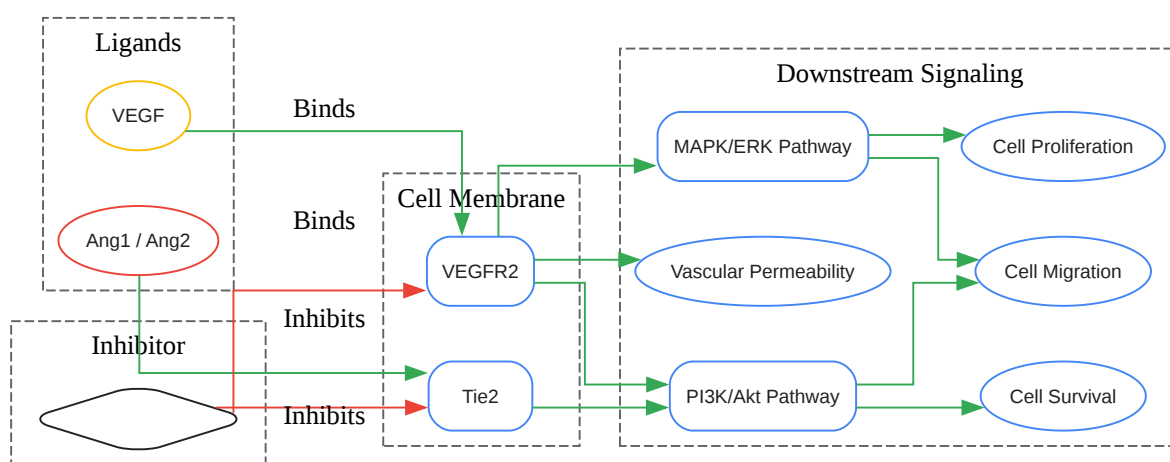 Ligands
VEGF
Ang1 / Ang2
Inhibitor
Binds
Binds
Inhibits
Inhibits
Cell Membrane
VEGFR2
Tie2
Downstream Signaling
MAPK/ERK Pathway
Cell Proliferation
Vascular Permeability
Cell Migration
PI3K/Akt Pathway
Cell Survival